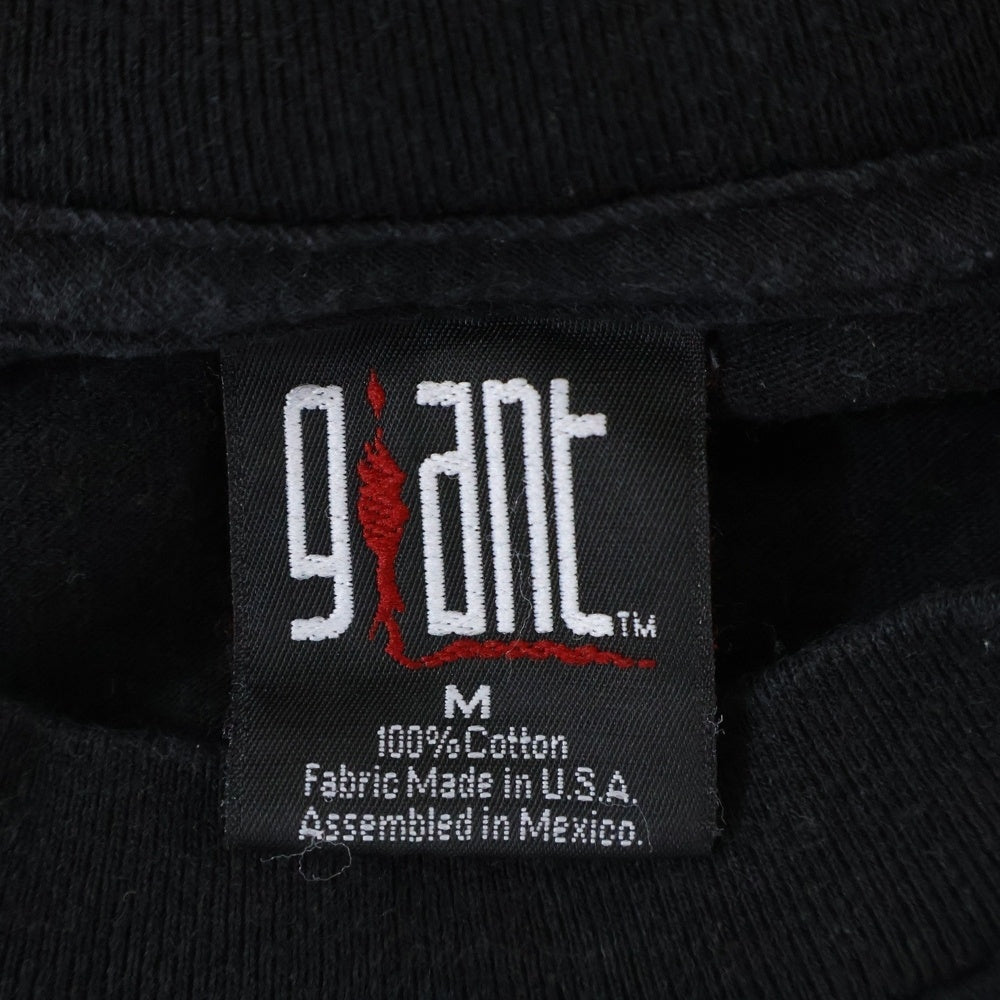 giant™
M
100% Cotton
Fabric Made in U.S.A.
Assembled in Mexico.